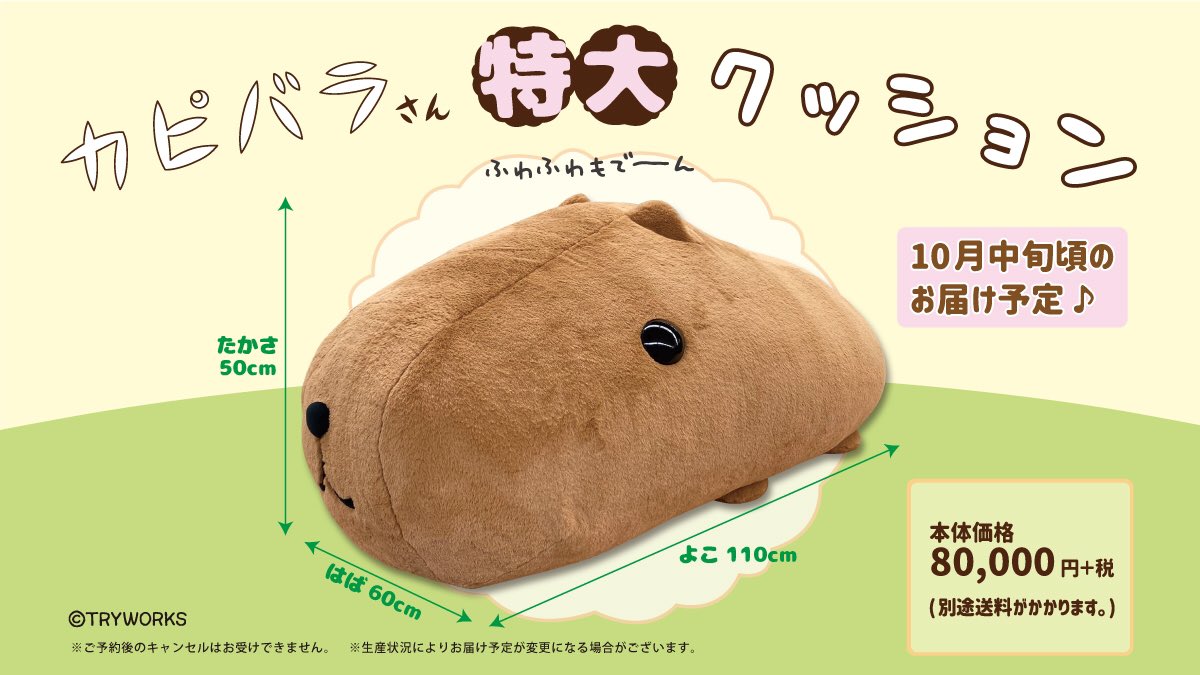 カピバラさん 特大 クッション
ふわふわもで〜ん
10月中旬頃の
お届け予定♪
たかさ
50cm
よこ 110cm
はば 60cm
本体価格
80,000 円+税
(別途送料がかかります。)
©TRYWORKS
※ご予約後のキャンセルはお受けできません。 ※生産状況によりお届け予定が変更になる場合がございます。